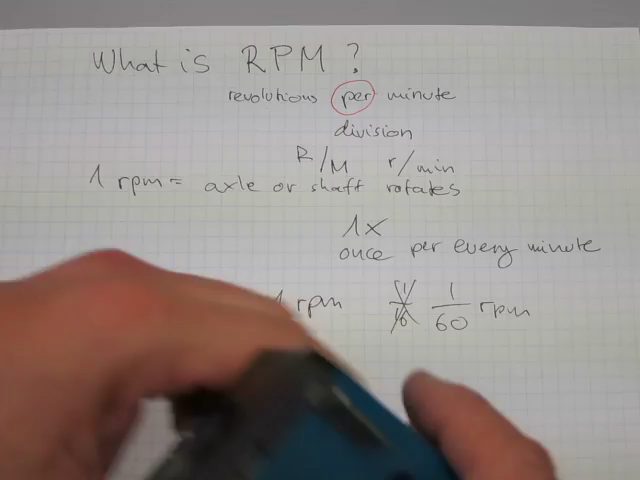 What is RPM?
revolutions per minute
division
R/M r/min
1 rpm = axle or shaft rotates
1x
once per every minute
rpm 1/60 rpm